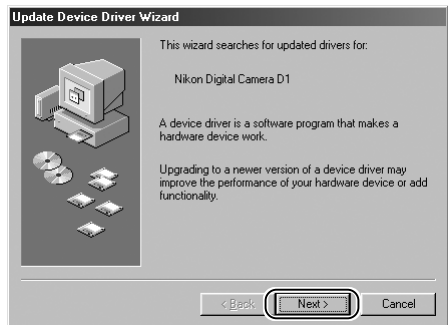 Update Device Driver Wizard
This wizard searches for updated drivers for:
Nikon Digital Camera D1
A device driver is a software program that makes a
hardware device work.
Upgrading to a newer version of a device driver may
improve the performance of your hardware device or add
functionality.
< Back
Next >
Cancel